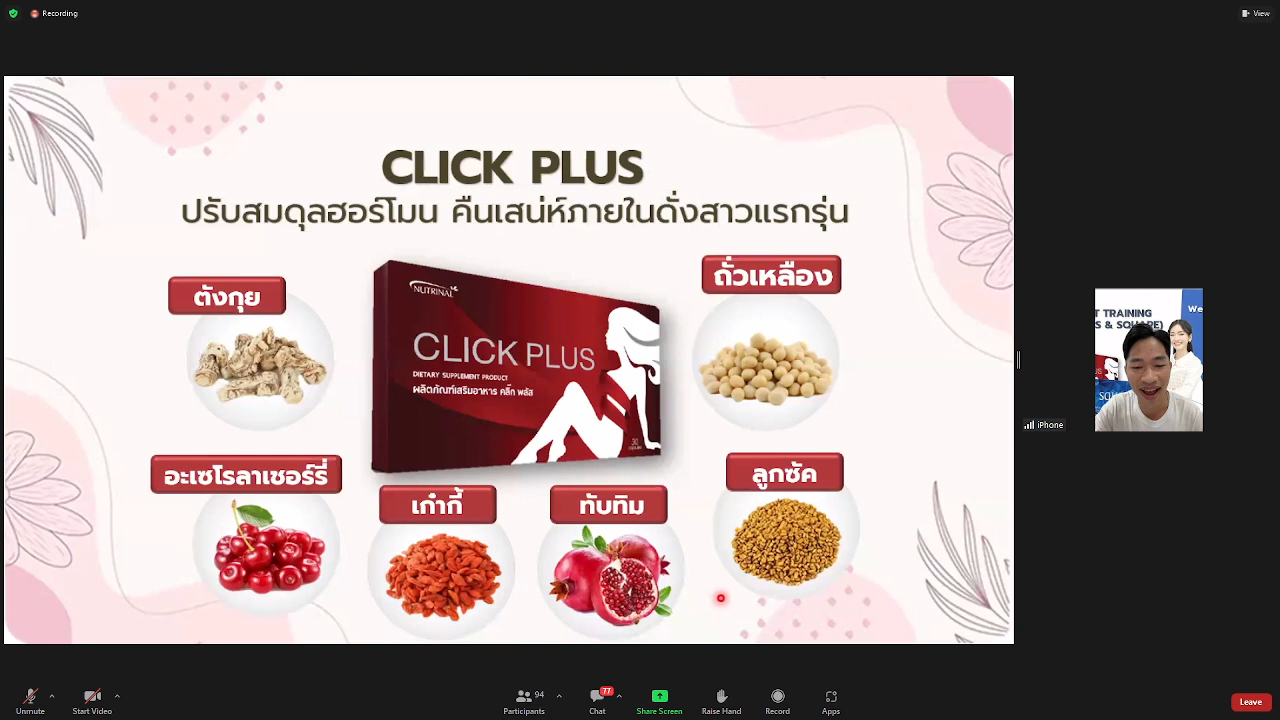 Recording
View
CLICK PLUS
ปรับสมดุลฮอร์โมน คืนเสน่ห์ภายในดั่งสาวแรกรุ่น
ตังกุย
ถั่วเหลือง
NUTRINAL
CLICK PLUS
DIETARY SUPPLEMENT PRODUCT
ผลิตภัณฑ์เสริมอาหาร คลิ๊ก พลัส
30
อะเซโรลาเชอร์รี่
เก๋ากี้
ทับทิม
ลูกซัค
T TRAINING
S & SQUARE)
We
iPhone
Unmute
Start Video
94
Participants
77
Chat
Share Screen
Raise Hand
Record
Apps
Leave